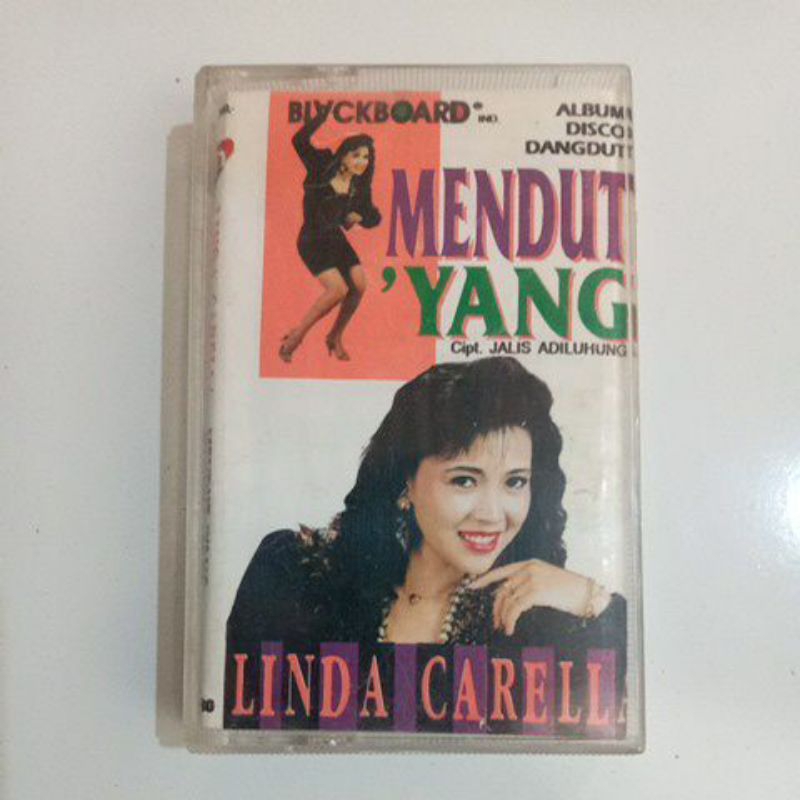 BLACKBOARD® IND.
ALBUM
DISCO
DANGDUT
MENDUT
'YANG
Cipt. JALIS ADILUHUNG
LINDA CARELLA